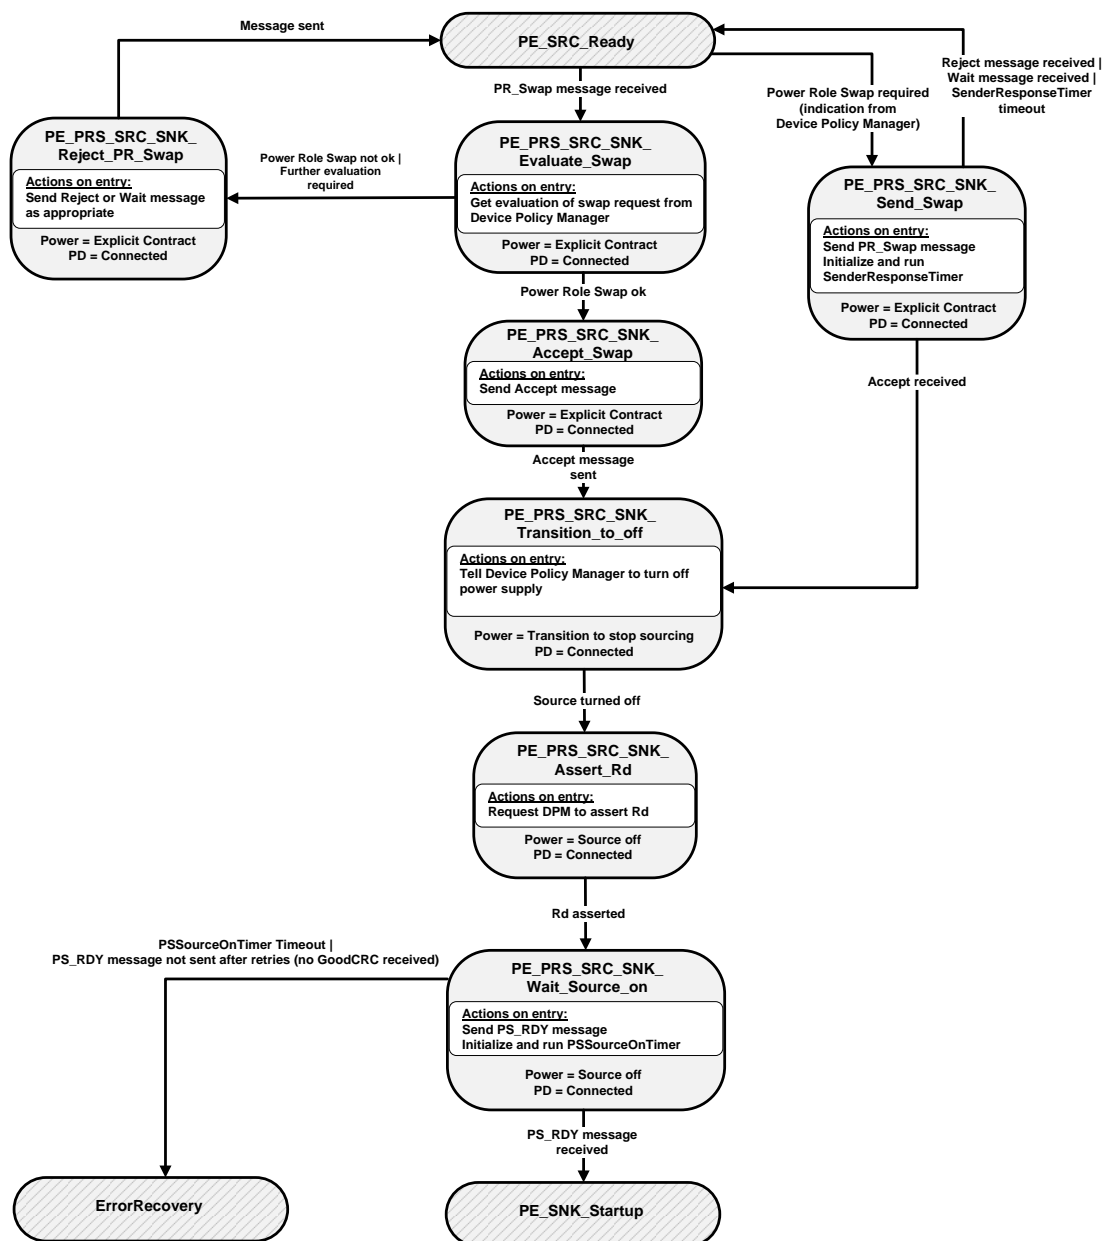 Message sent
PE_SRC_Ready
PR_Swap message received
Power Role Swap required
(indication from
Device Policy Manager)
Reject message received |
Wait message received |
SenderResponseTimer
timeout
PE_PRS_SRC_SNK_
Reject_PR_Swap
Actions on entry:
Send Reject or Wait message
as appropriate
Power = Explicit Contract
PD = Connected
Power Role Swap not ok |
Further evaluation
required
PE_PRS_SRC_SNK_
Evaluate_Swap
Actions on entry:
Get evaluation of swap request from
Device Policy Manager
Power = Explicit Contract
PD = Connected
PE_PRS_SRC_SNK_
Send_Swap
Actions on entry:
Send PR_Swap message
Initialize and run
SenderResponseTimer
Power = Explicit Contract
PD = Connected
Power Role Swap ok
PE_PRS_SRC_SNK_
Accept_Swap
Actions on entry:
Send Accept message
Power = Explicit Contract
PD = Connected
Accept received
Accept message
sent
PE_PRS_SRC_SNK_
Transition_to_off
Actions on entry:
Tell Device Policy Manager to turn off
power supply
Power = Transition to stop sourcing
PD = Connected
Source turned off
PE_PRS_SRC_SNK_
Assert_Rd
Actions on entry:
Request DPM to assert Rd
Power = Source off
PD = Connected
Rd asserted
PSSourceOnTimer Timeout |
PS_RDY message not sent after retries (no GoodCRC received)
PE_PRS_SRC_SNK_
Wait_Source_on
Actions on entry:
Send PS_RDY message
Initialize and run PSSourceOnTimer
Power = Source off
PD = Connected
PS_RDY message
received
ErrorRecovery
PE_SNK_Startup